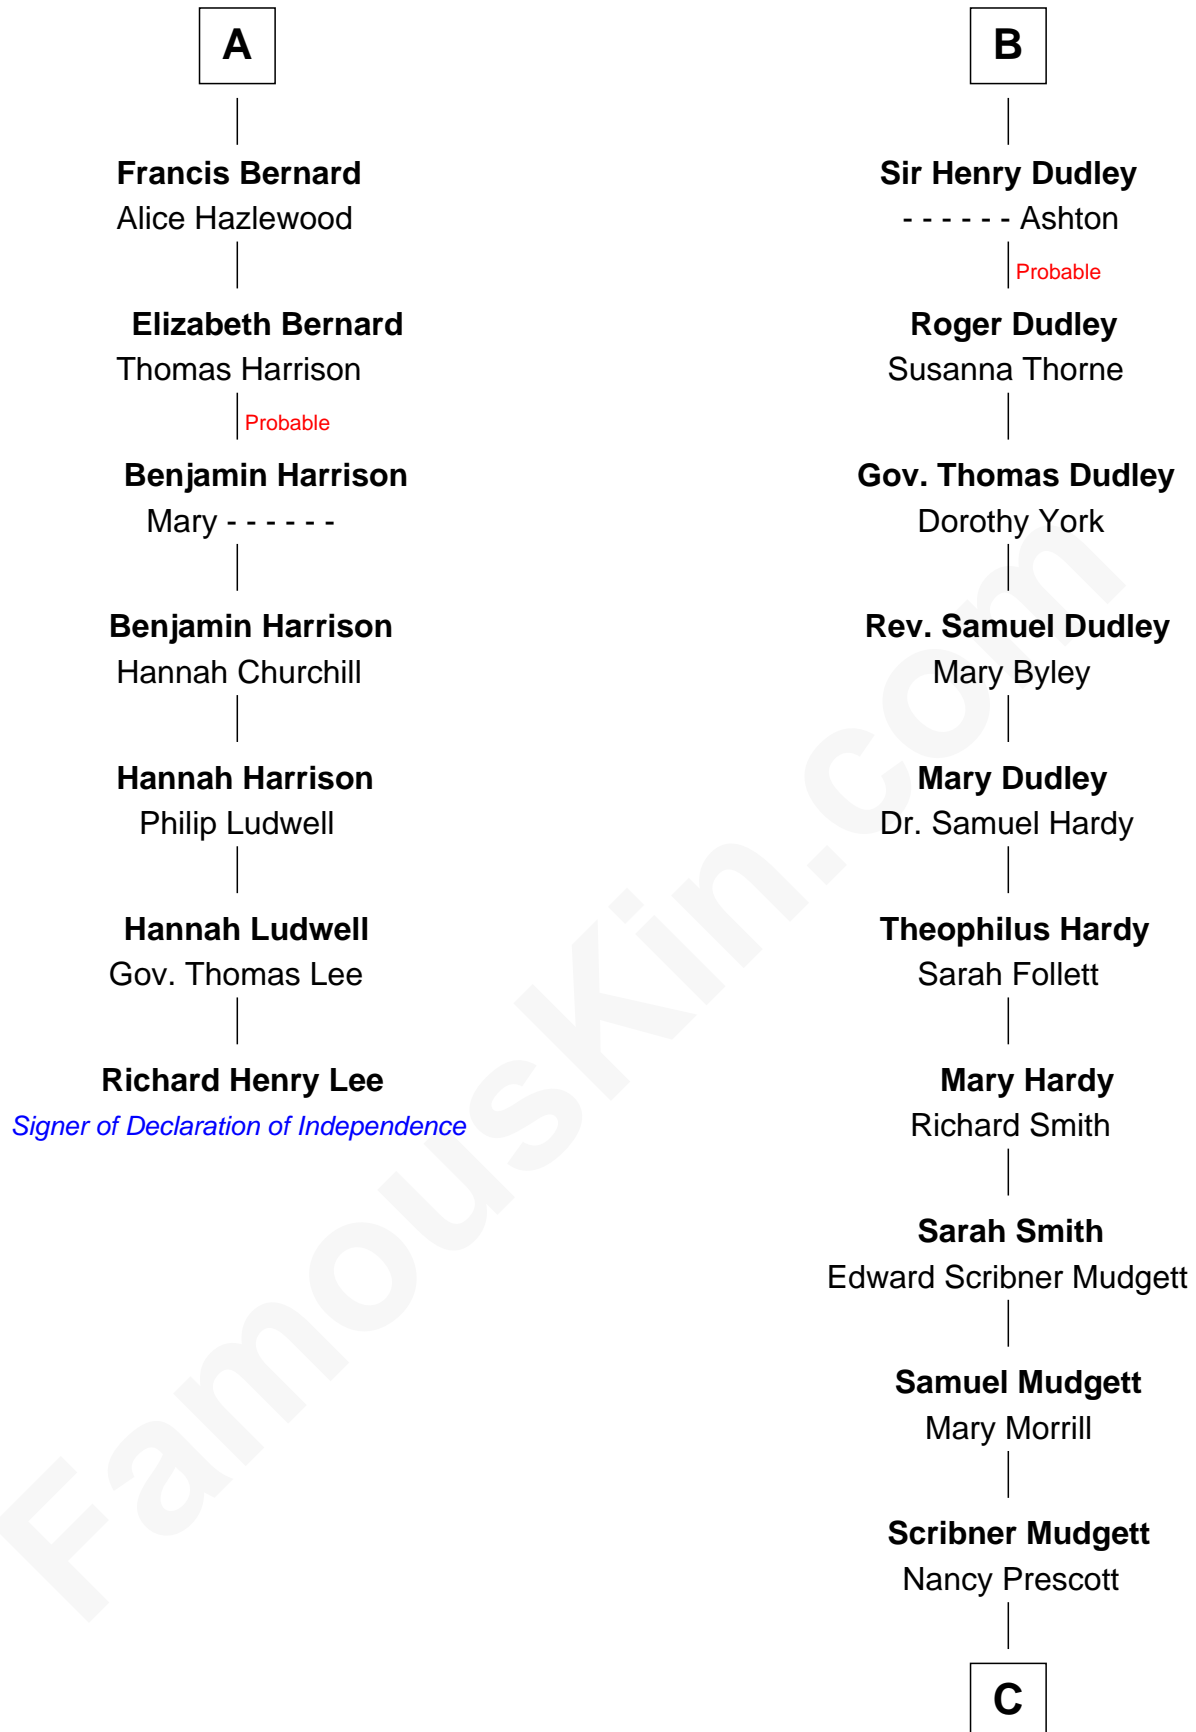 A
Francis Bernard
Alice Hazlewood
Elizabeth Bernard
Thomas Harrison
Probable
Benjamin Harrison
Mary - - - - - -
Benjamin Harrison
Hannah Churchill
Hannah Harrison
Philip Ludwell
Hannah Ludwell
Gov. Thomas Lee
Richard Henry Lee
Signer of Declaration of Independence
B
Sir Henry Dudley
- - - - - - Ashton
Probable
Roger Dudley
Susanna Thorne
Gov. Thomas Dudley
Dorothy York
Rev. Samuel Dudley
Mary Byley
Mary Dudley
Dr. Samuel Hardy
Theophilus Hardy
Sarah Follett
Mary Hardy
Richard Smith
Sarah Smith
Edward Scribner Mudgett
Samuel Mudgett
Mary Morrill
Scribner Mudgett
Nancy Prescott
C
FamousKin.com